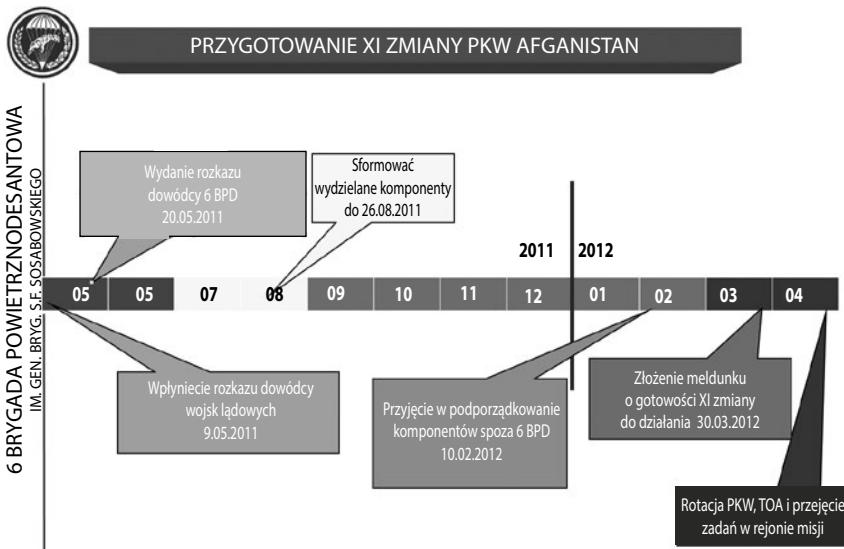 PRZYGOTOWANIE XI ZMIANY PKW AFGANISTAN
6 BRYGADA POWIETRZNODESANTOWA
IM. GEN. BRYG. S.F. SOSABOWSKIEGO
Wydanie rozkazu
dowódcy 6 BPD
20.05.2011
Sformować
wydzielane komponenty
do 26.08.2011
2011 2012
05 05 07 08 09 10 11 12 01 02 03 04
Wpłyniecie rozkazu dowódcy
wojsk lądowych
9.05.2011
Przyjęcie w podporządkowanie
komponentów spoza 6 BPD
10.02.2012
Złożenie meldunku
o gotowości XI zmiany
do działania 30.03.2012
Rotacja PKW, TOA i przejęcie
zadań w rejonie misji